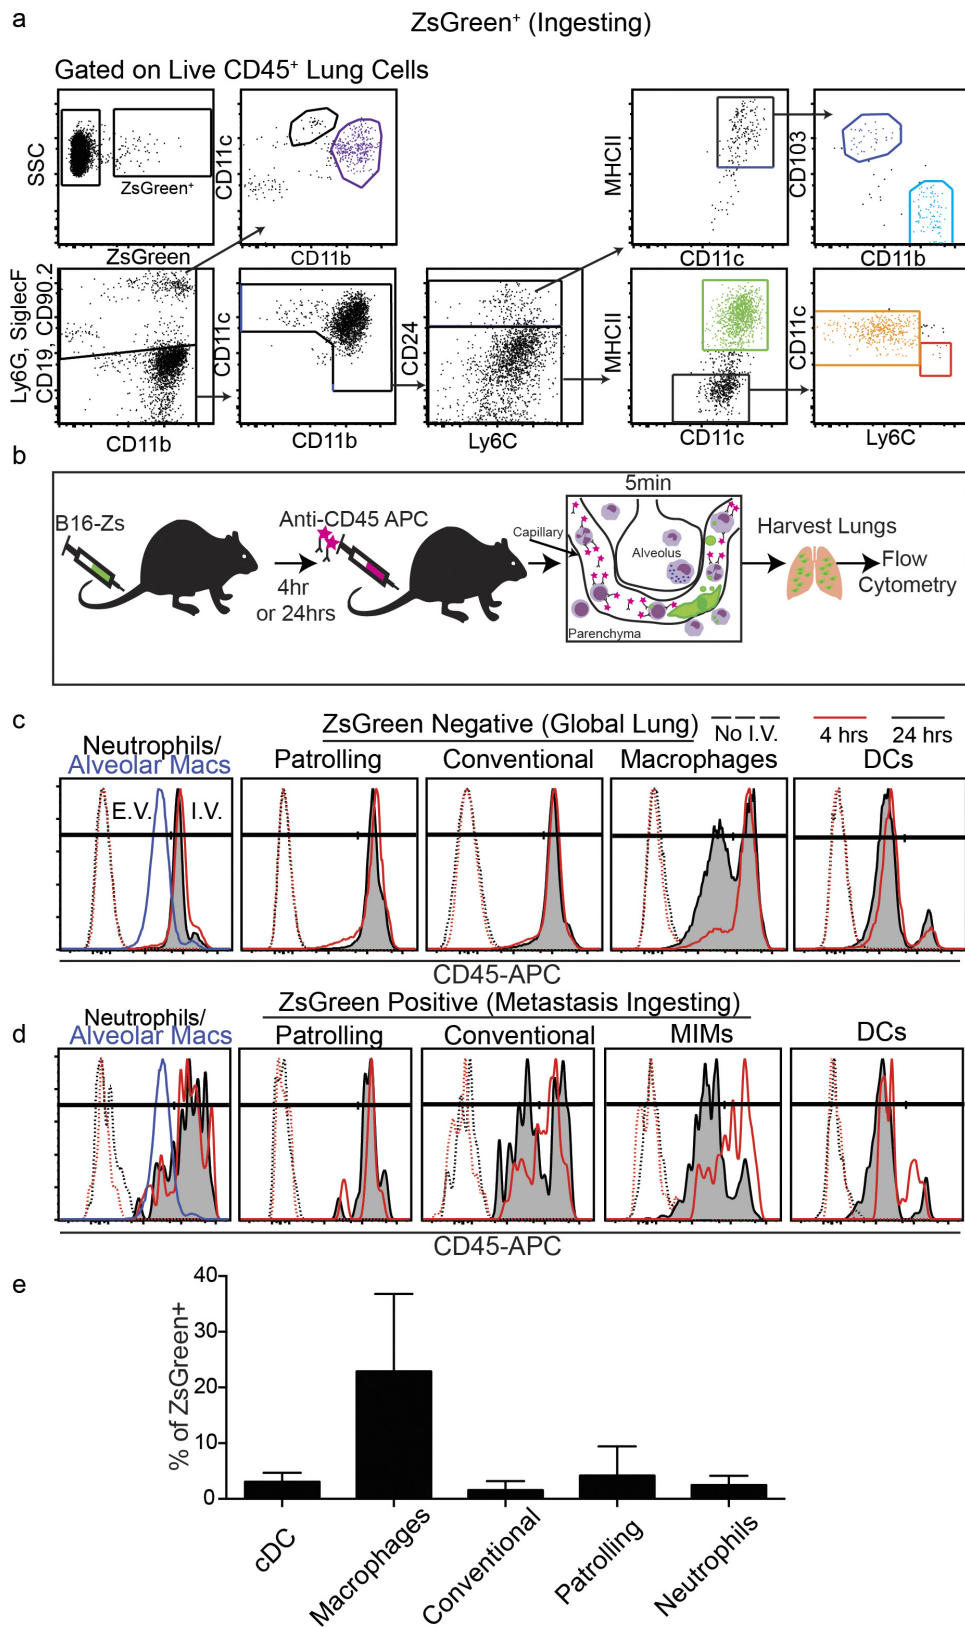 a
ZsGreen⁺ (Ingesting)
Gated on Live CD45⁺ Lung Cells
SSC
ZsGreen⁺
ZsGreen
CD11c
CD11b
MHCII
CD11c
CD103
CD11b
Ly6G, SiglecF
CD19, CD90.2
CD11b
CD11c
CD11b
CD24
Ly6C
MHCII
CD11c
CD11c
Ly6C
b
B16-Zs
4hr
or 24hrs
Anti-CD45 APC
5min
Capillary
Alveolus
Parenchyma
Harvest Lungs
Flow
Cytometry
c
ZsGreen Negative (Global Lung)
No I.V.
4 hrs
24 hrs
Neutrophils/
Alveolar Macs
Patrolling
Conventional
Macrophages
DCs
E.V.
I.V.
CD45-APC
d
ZsGreen Positive (Metastasis Ingesting)
Neutrophils/
Alveolar Macs
Patrolling
Conventional
MIMs
DCs
CD45-APC
e
% of ZsGreen+
40
30
20
10
0
cDC
Macrophages
Conventional
Patrolling
Neutrophils